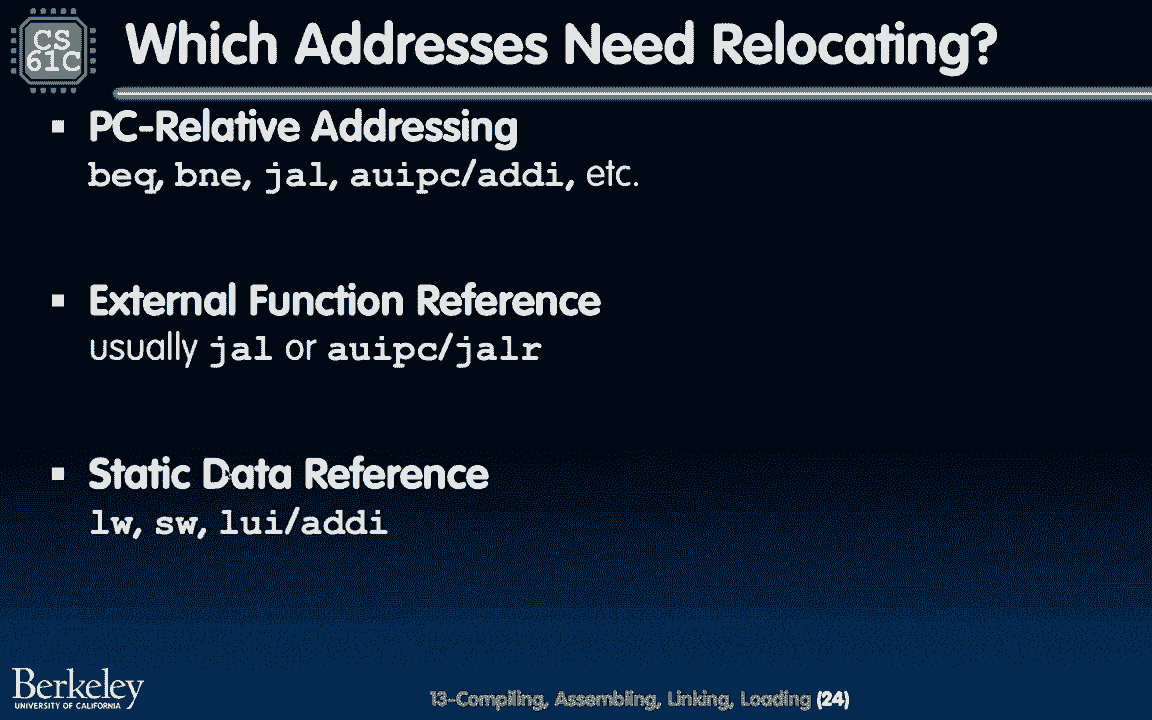 CS
61C
Which Addresses Need Relocating?
▪ PC-Relative Addressing
beq, bne, jal, auipc/addi, etc.
▪ External Function Reference
usually jal or auipc/jalr
▪ Static Data Reference
lw, sw, lui/addi
Berkeley
UNIVERSITY OF CALIFORNIA
13-Compiling, Assembling, Linking, Loading (24)